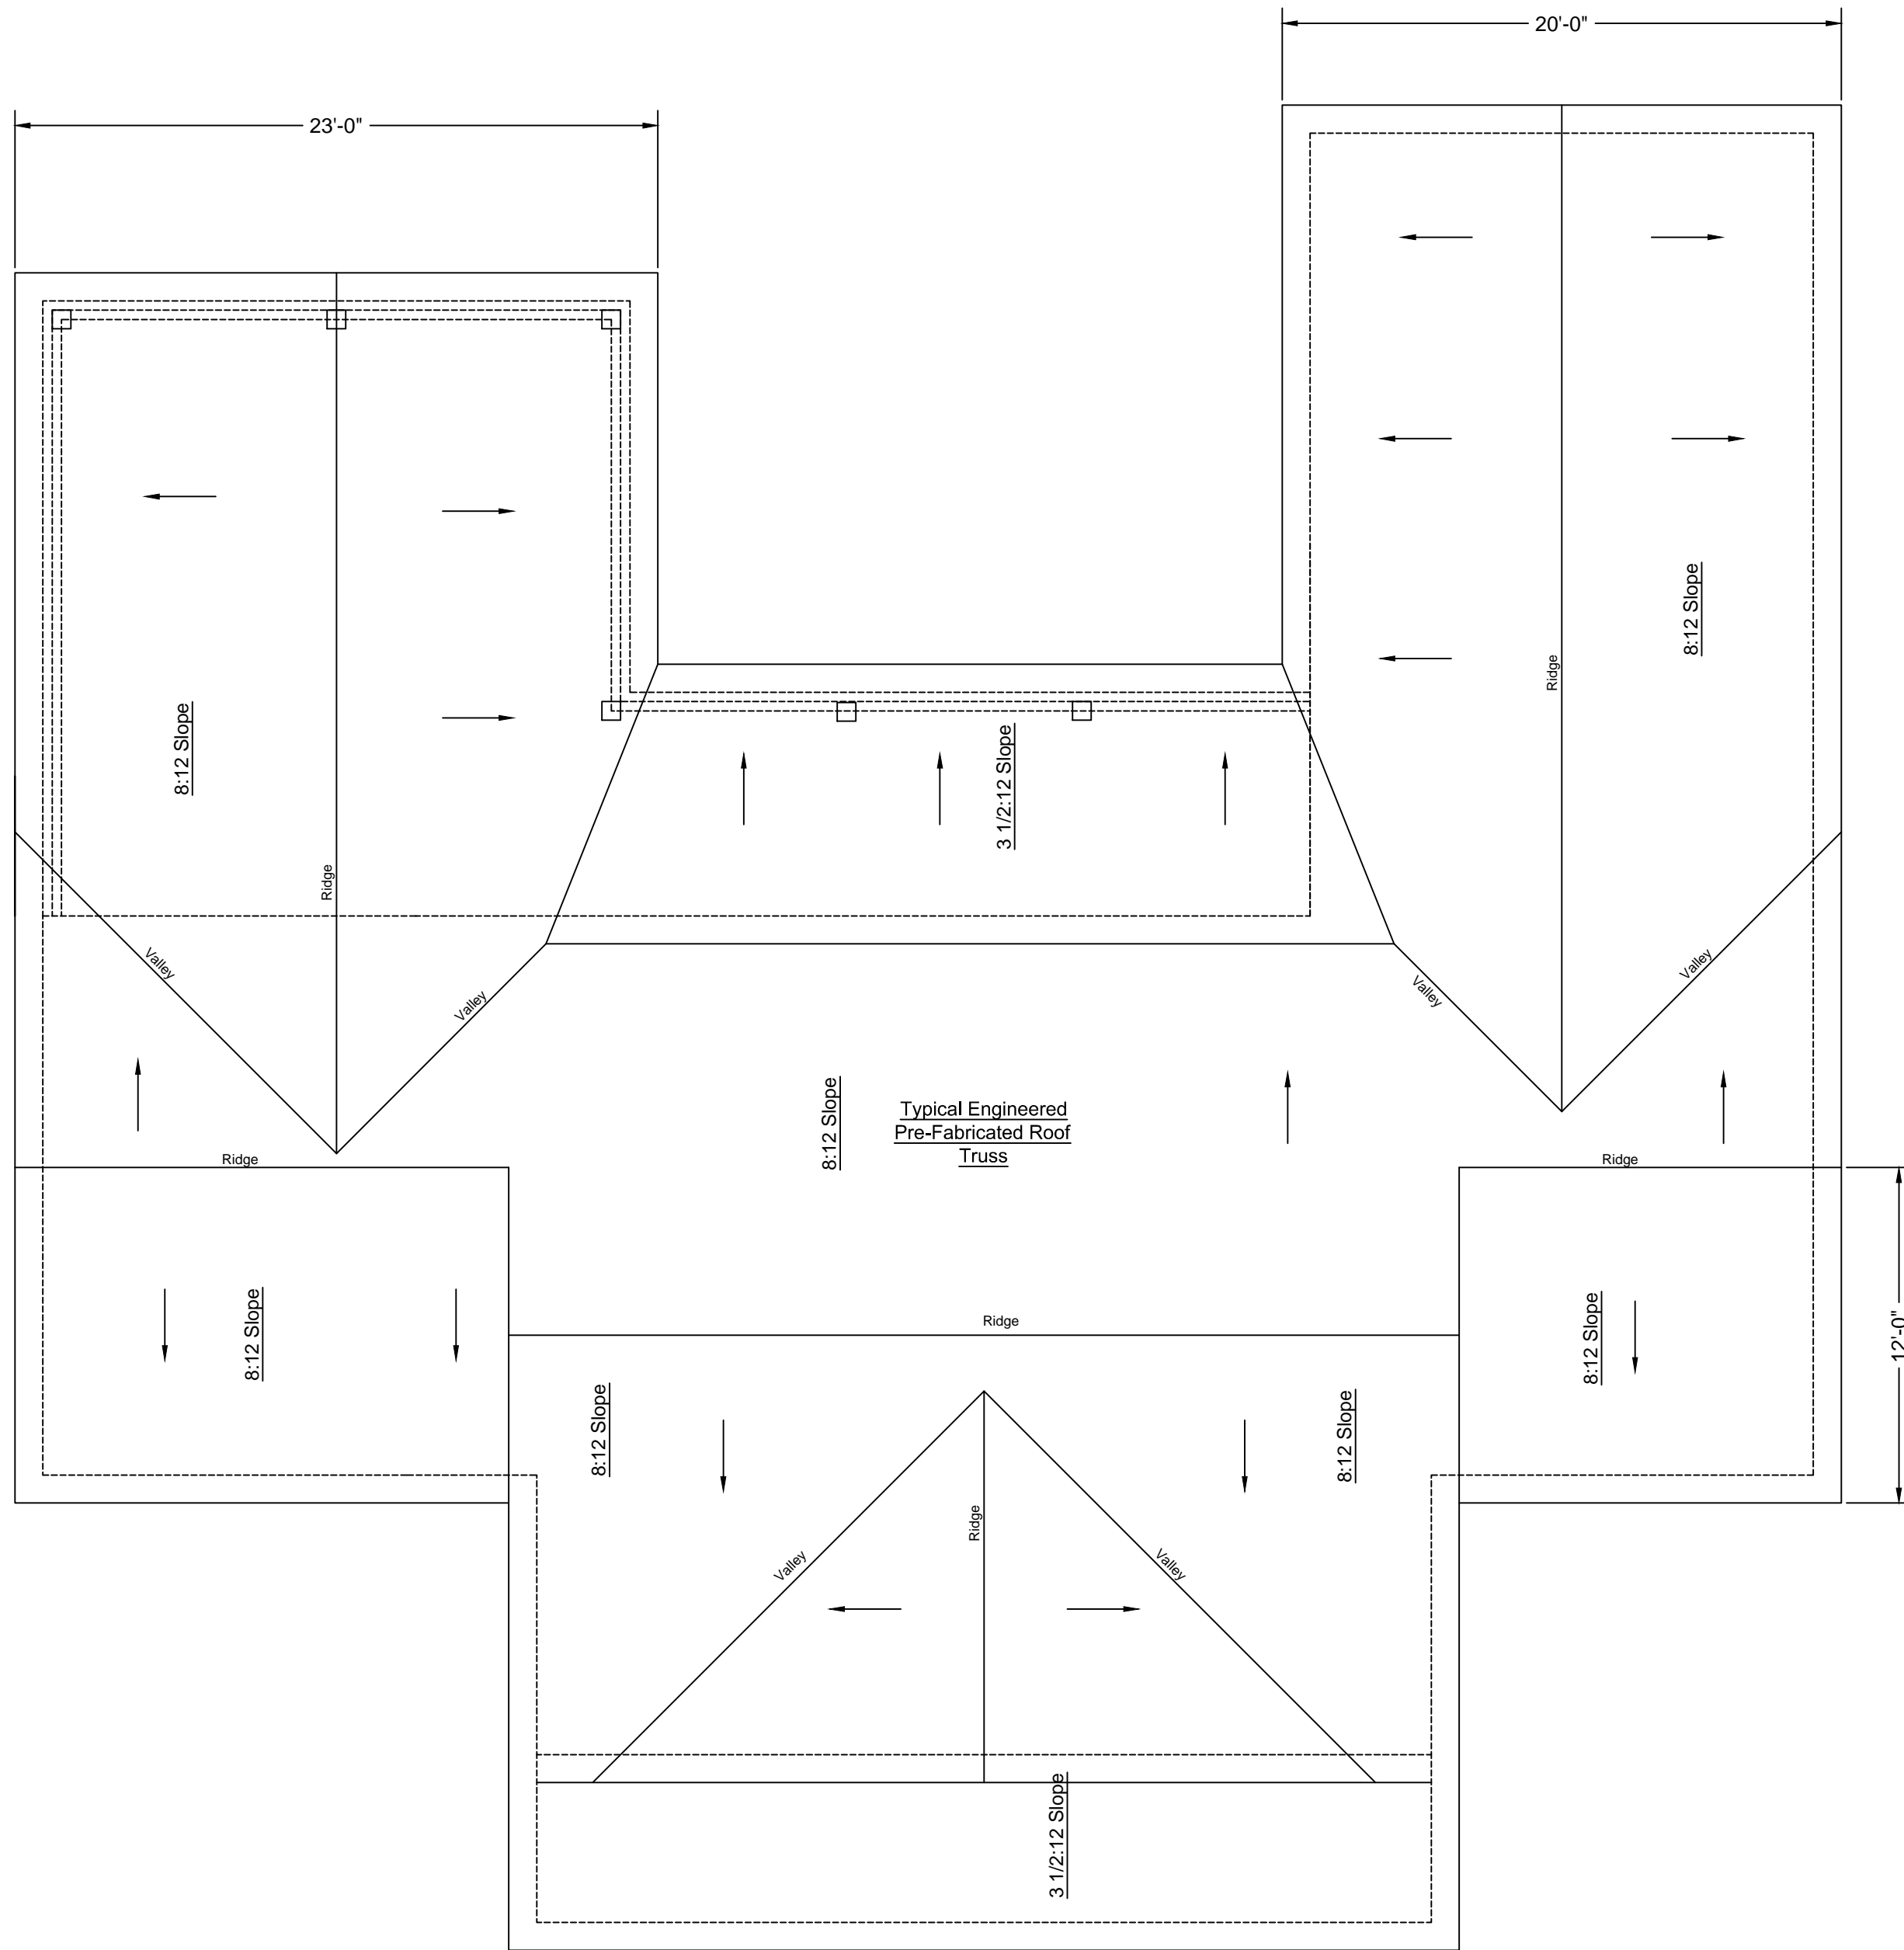 20'-0"
23'-0"
8:12 Slope
Ridge
8:12 Slope
3 1/2:12 Slope
Ridge
Valley
Valley
Valley
Valley
8:12 Slope
Typical Engineered
Pre-Fabricated Roof
Truss
Ridge
Ridge
8:12 Slope
8:12 Slope
12'-0"
Ridge
8:12 Slope
8:12 Slope
Ridge
Valley
Valley
3 1/2:12 Slope